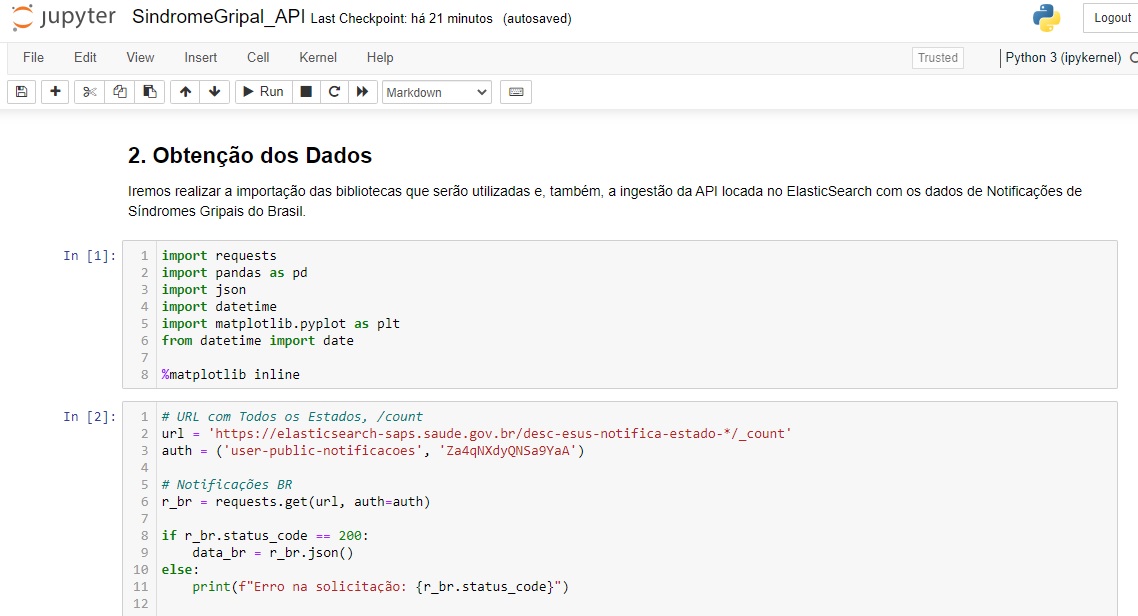 jupyter SindromeGripal_API Last Checkpoint: há 21 minutos (autosaved)
Logout
File Edit View Insert Cell Kernel Help
Trusted
Python 3 (ipykernel)
Run
Markdown
2. Obtenção dos Dados
Iremos realizar a importação das bibliotecas que serão utilizadas e, também, a ingestão da API locada no ElasticSearch com os dados de Notificações de
Síndromes Gripais do Brasil.
In [1]:
1 import requests
2 import pandas as pd
3 import json
4 import datetime
5 import matplotlib.pyplot as plt
6 from datetime import date
7
8 %matplotlib inline
In [2]:
1 # URL com Todos os Estados, /count
2 url = 'https://elasticsearch-saps.saude.gov.br/desc-esus-notifica-estado-*/_count'
3 auth = ('user-public-notificacoes', 'Za4qNXdyQNSa9YaA')
4
5 # Notificações BR
6 r_br = requests.get(url, auth=auth)
7
8 if r_br.status_code == 200:
9     data_br = r_br.json()
10 else:
11     print(f"Erro na solicitação: {r_br.status_code}")
12